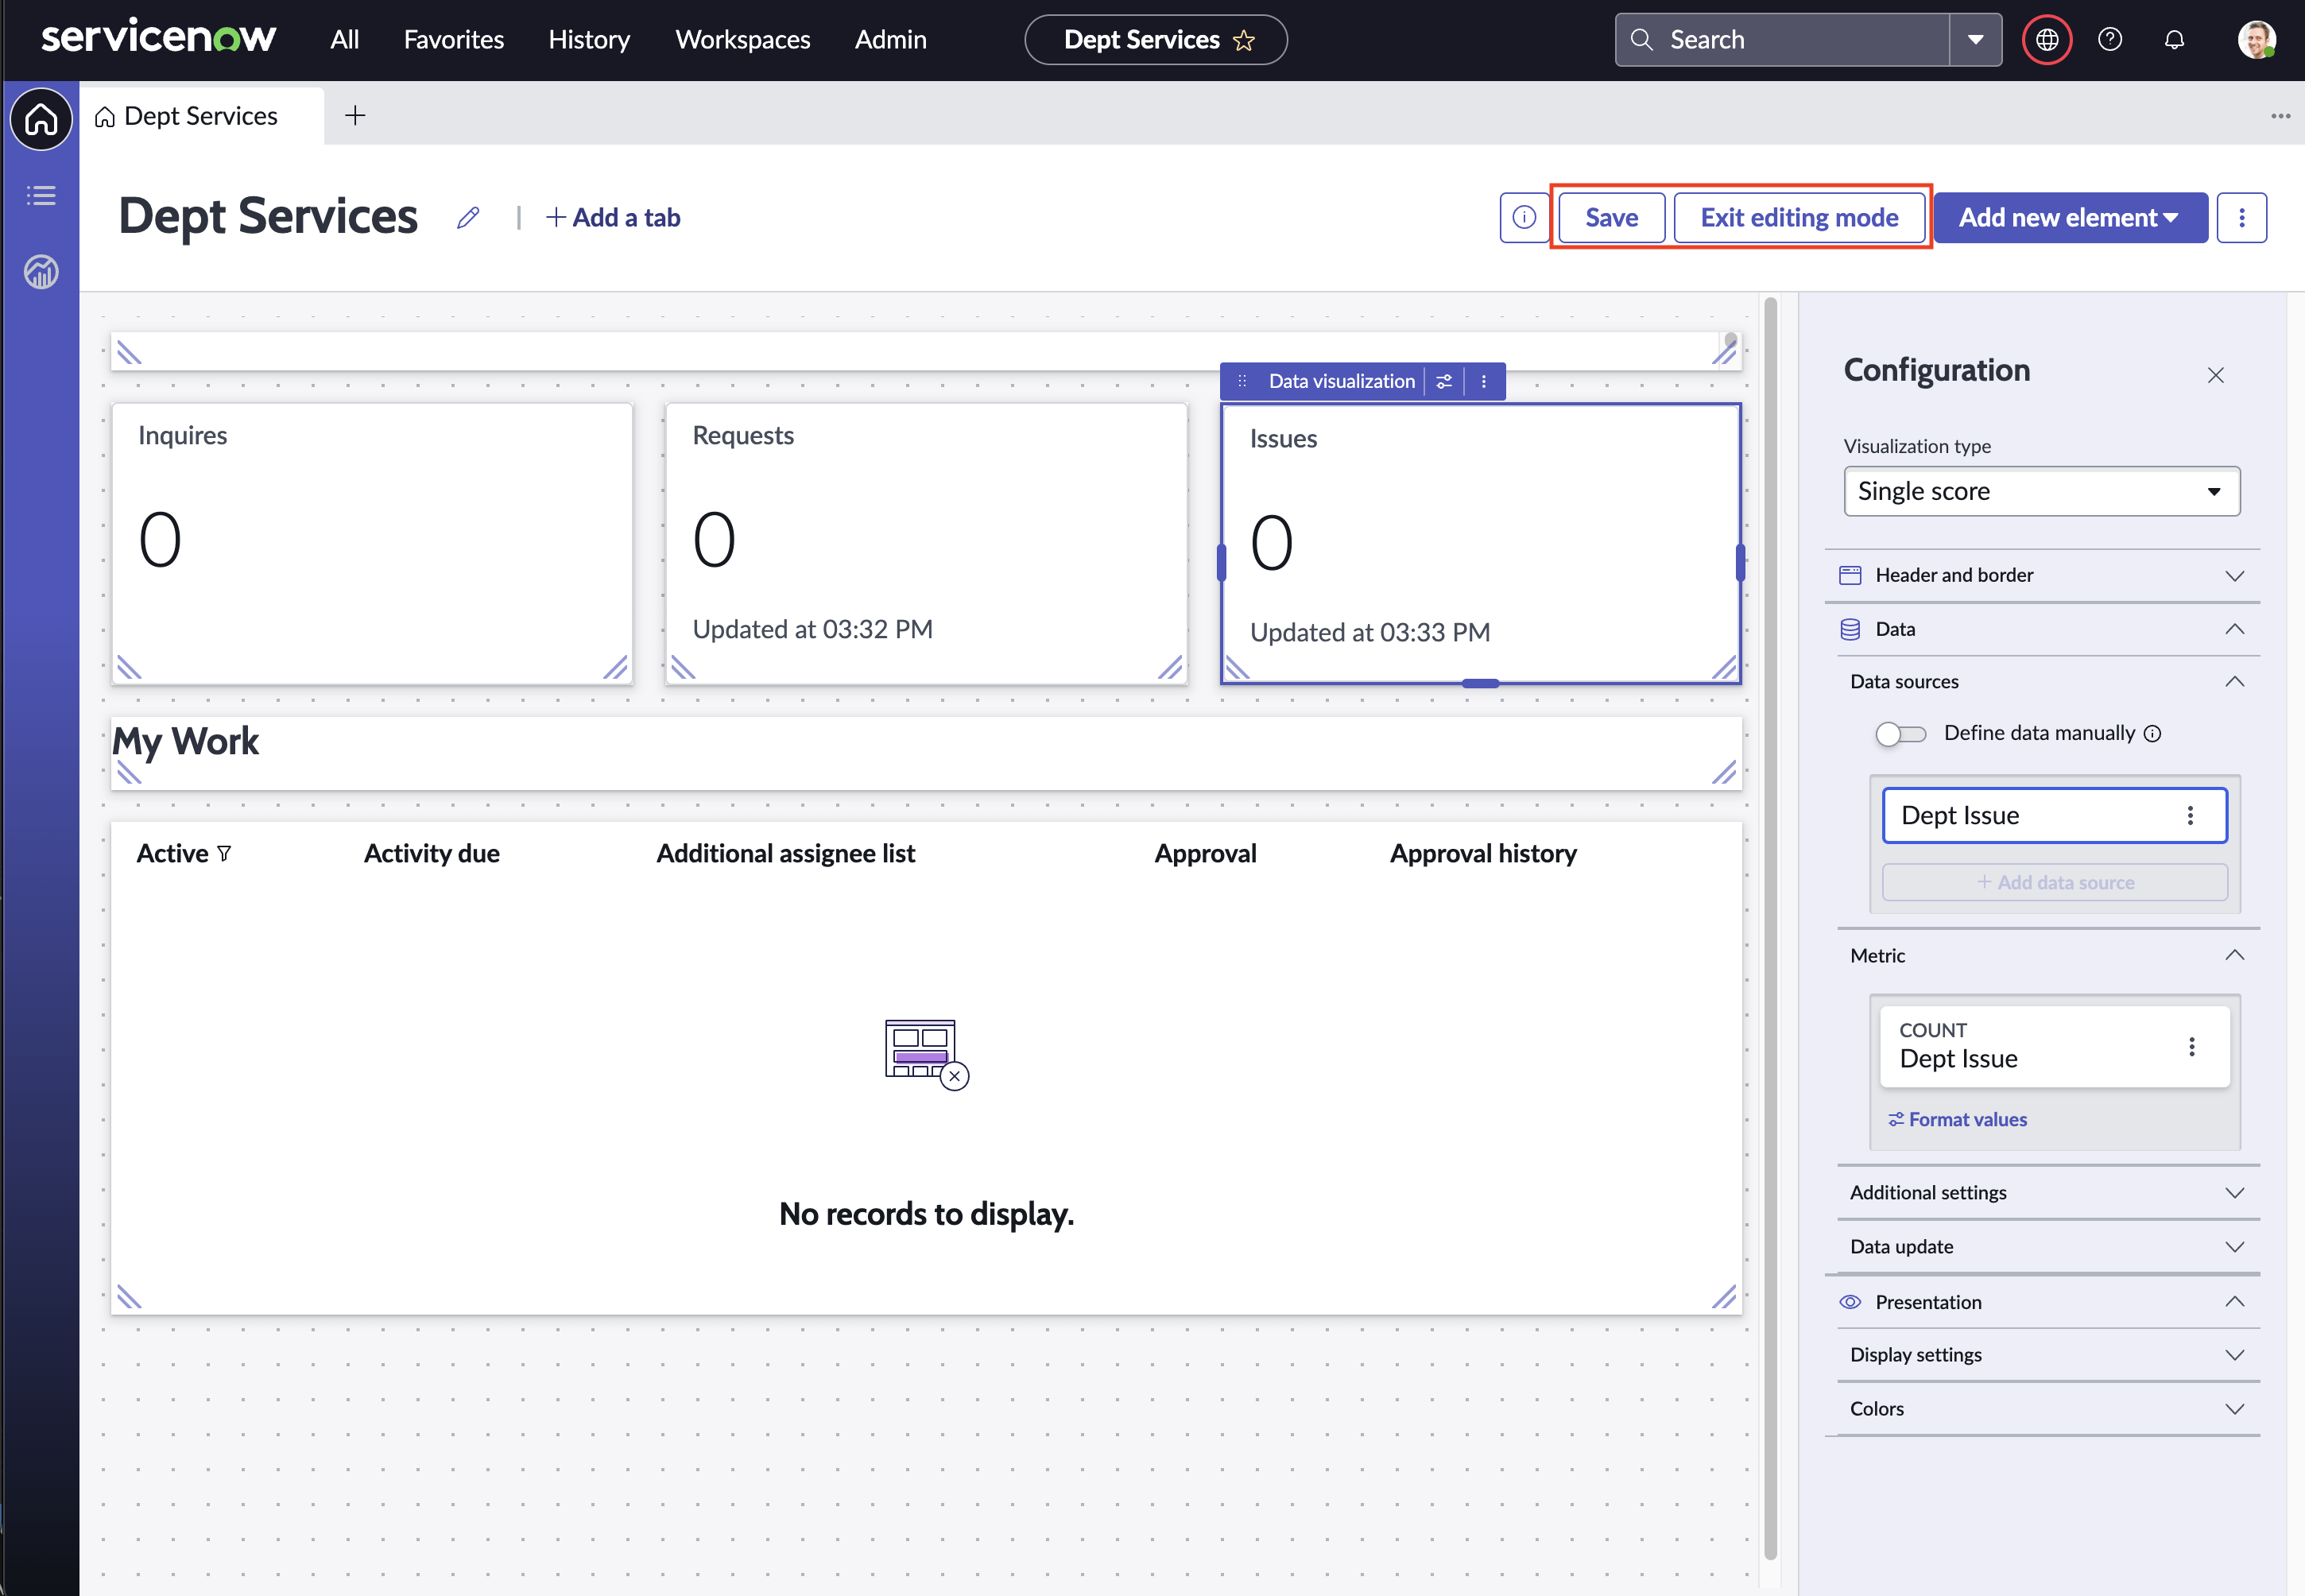 servicenow All Favorites History Workspaces Admin Dept Services Search
Dept Services
Dept Services Add a tab Save Exit editing mode Add new element
Configuration
Data visualization
Visualization type
Single score
Inquires Requests Issues
0 0 0
Updated at 03:32 PM Updated at 03:33 PM
Header and border
Data
Data sources
Define data manually
My Work
Dept Issue
+ Add data source
Active Activity due Additional assignee list Approval Approval history
Metric
COUNT
Dept Issue
Format values
No records to display.
Additional settings
Data update
Presentation
Display settings
Colors